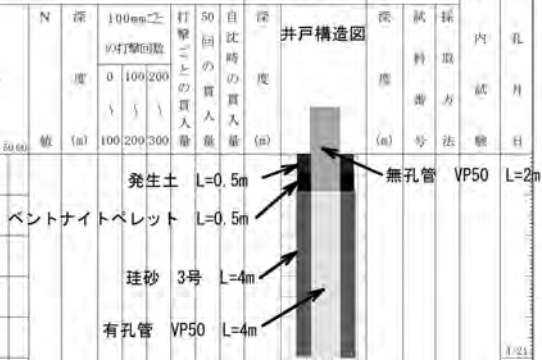 N値
深度(m)
100mmごとの打撃回数
0 100 200
〜 〜 〜
100 200 300
打撃ごとの貫入量
50回の貫入量
自沈時の貫入量
深度(m)
井戸構造図
深度(m)
試料番号
採取方法
内試験
孔月日
50 60
発生土 L=0.5m
無孔管 VP50 L=2m
ベントナイトペレット L=0.5m
珪砂 3号 L=4m
有孔管 VP50 L=4m